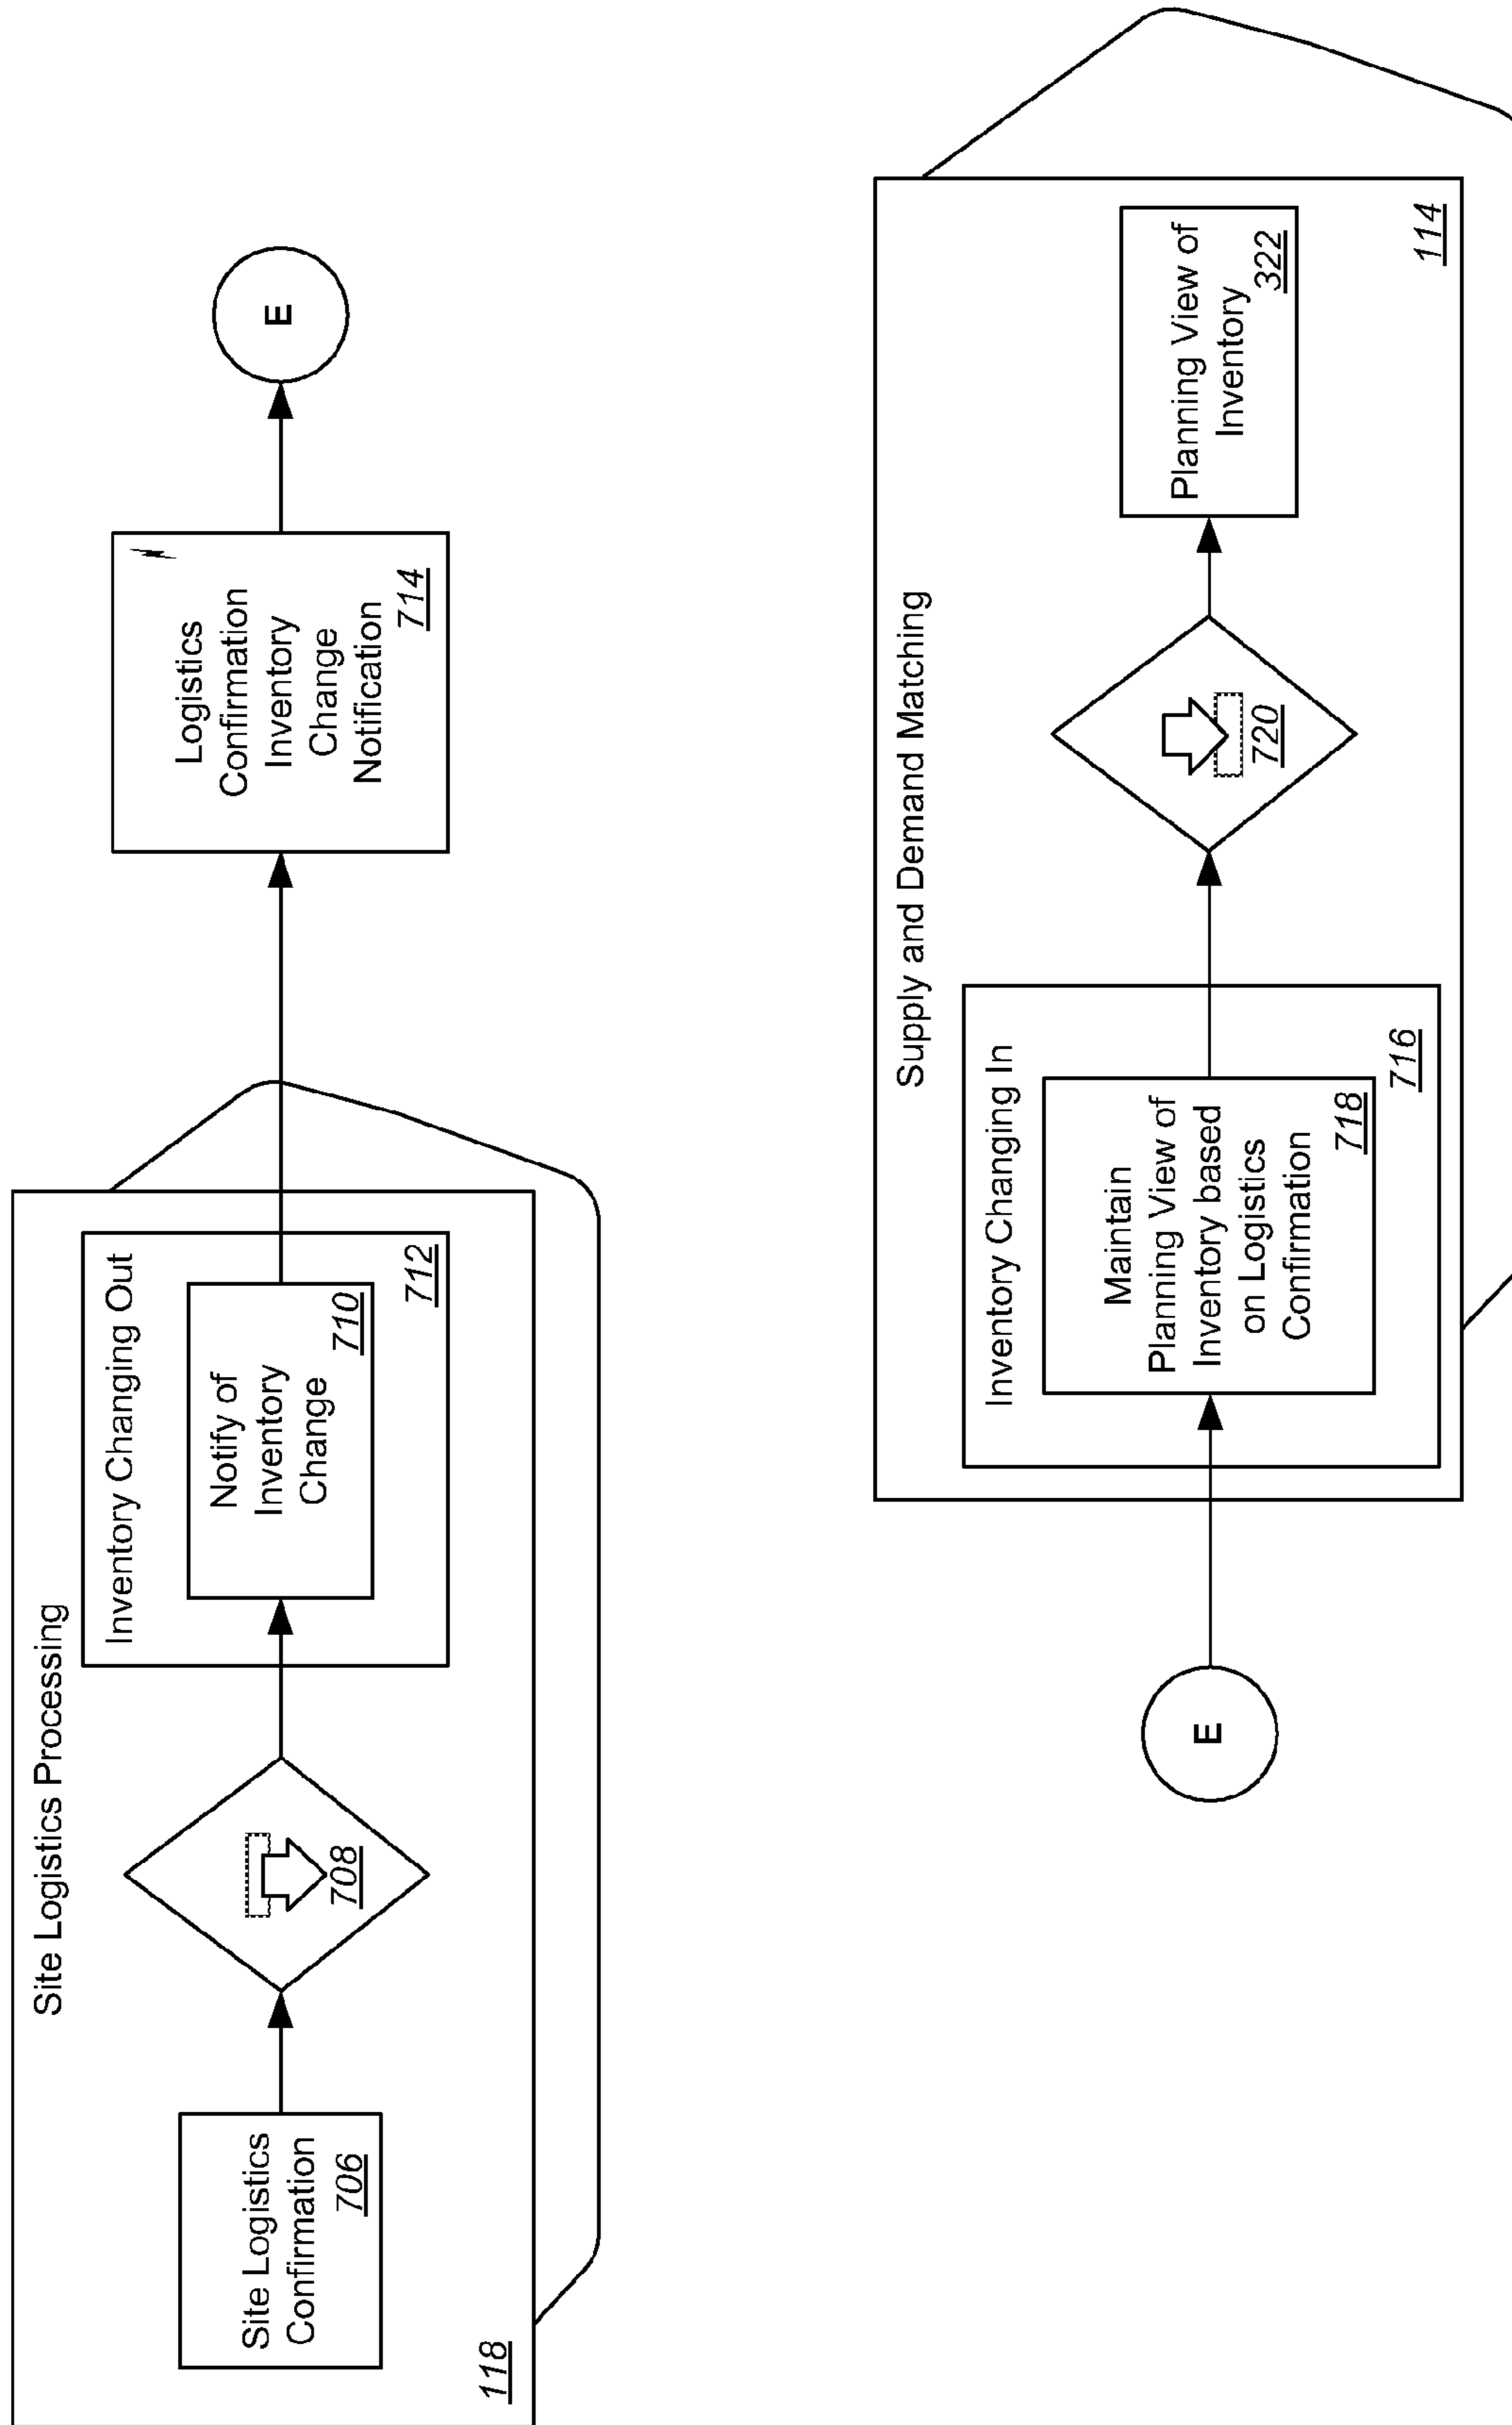 Site Logistics Processing
Site Logistics
Confirmation
706
708
Inventory Changing Out
Notify of
Inventory
Change
710
712
118
Logistics
Confirmation
Inventory
Change
Notification
714
E
E
Supply and Demand Matching
Inventory Changing In
Maintain
Planning View of
Inventory based
on Logistics
Confirmation
718
716
720
Planning View of
Inventory
322
114